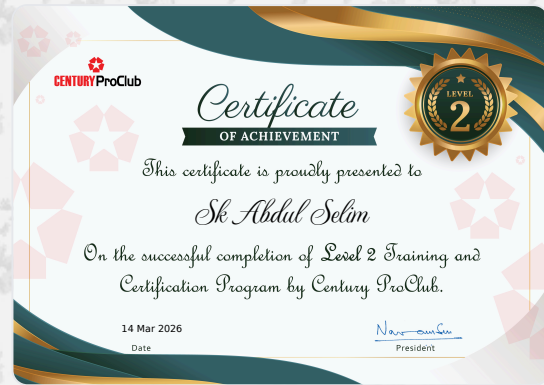 CENTURY ProClub
LEVEL
2
Certificate
OF ACHIEVEMENT
This certificate is proudly presented to
Sk Abdul Selim
On the successful completion of Level 2 Training and
Certification Program by Century ProClub.
14 Mar 2026
Date
President